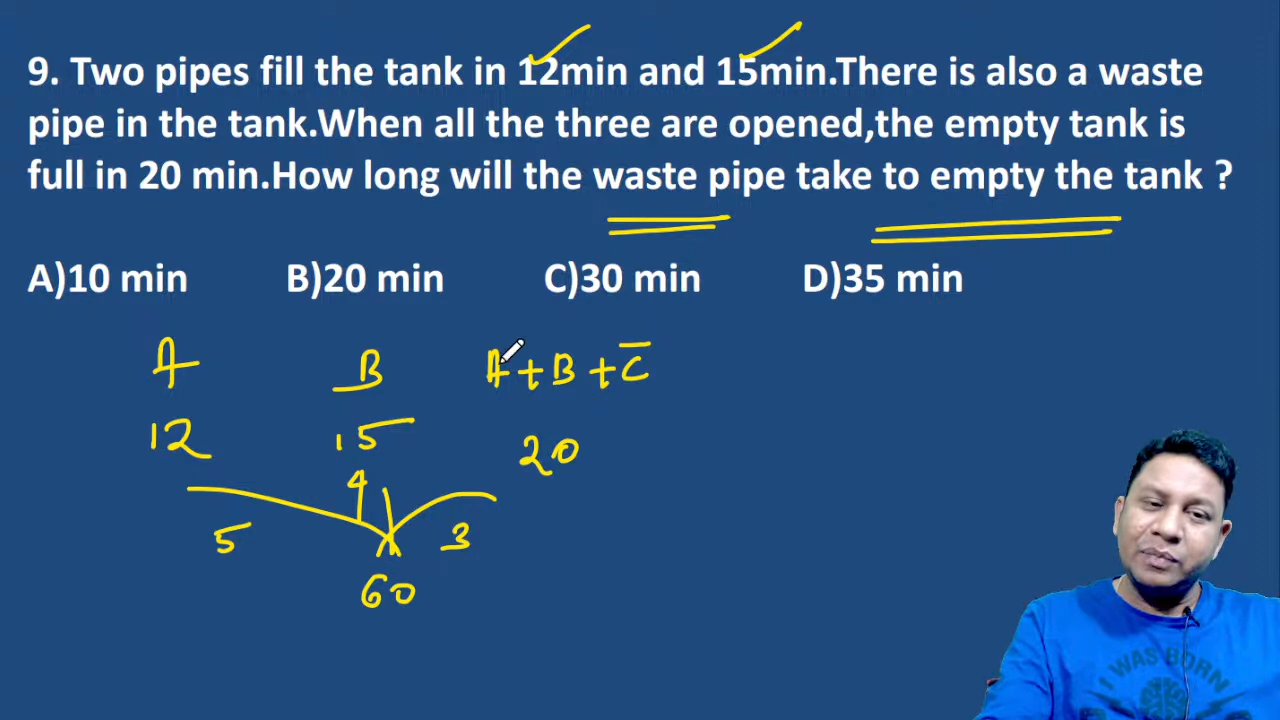 9. Two pipes fill the tank in 12min and 15min.There is also a waste
pipe in the tank.When all the three are opened,the empty tank is
full in 20 min.How long will the waste pipe take to empty the tank ?
A)10 min B)20 min C)30 min D)35 min
A B A+B+C̅
12 15 20
4
5 3
60
I WAS BORN